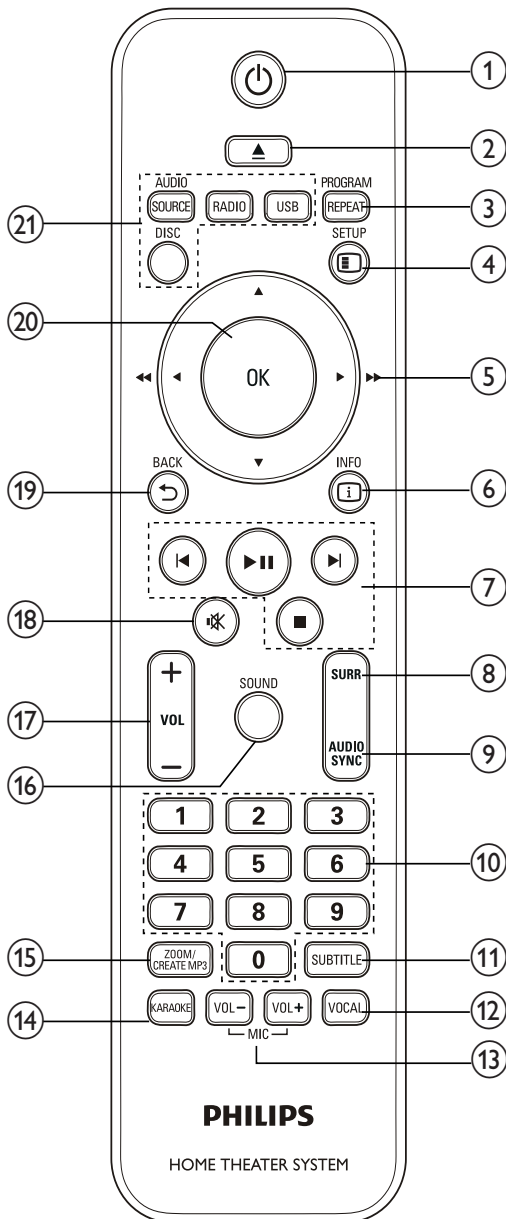 ①
②
AUDIO PROGRAM
SOURCE RADIO USB REPEAT ③
㉑ DISC SETUP
④
⑳
OK ⑤
BACK INFO
⑲ ⑥
⑦
⑱
SURR ⑧
⑰ VOL SOUND
AUDIO ⑨
SYNC
⑯
1 2 3
4 5 6 ⑩
7 8 9
⑮ ZOOM/ 0 SUBTITLE ⑪
CREATE MP3
⑭ KARAOKE VOL− VOL+ VOCAL ⑫
MIC ⑬
PHILIPS
HOME THEATER SYSTEM